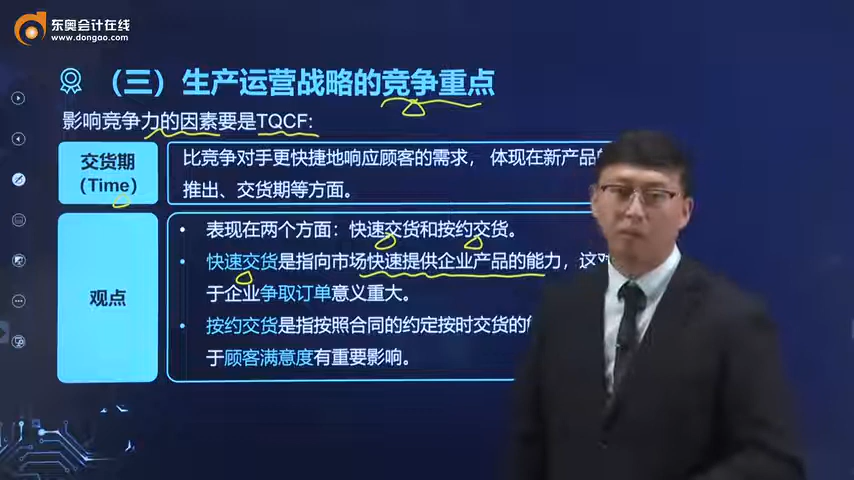 东奥会计在线
www.dongao.com
（三）生产运营战略的竞争重点
影响竞争力的因素要是TQCF:
交货期
（Time）
比竞争对手更快捷地响应顾客的需求，体现在新产品的
推出、交货期等方面。
观点
• 表现在两个方面：快速交货和按约交货。
• 快速交货是指向市场快速提供企业产品的能力，这对
于企业争取订单意义重大。
• 按约交货是指按照合同的约定按时交货的
于顾客满意度有重要影响。